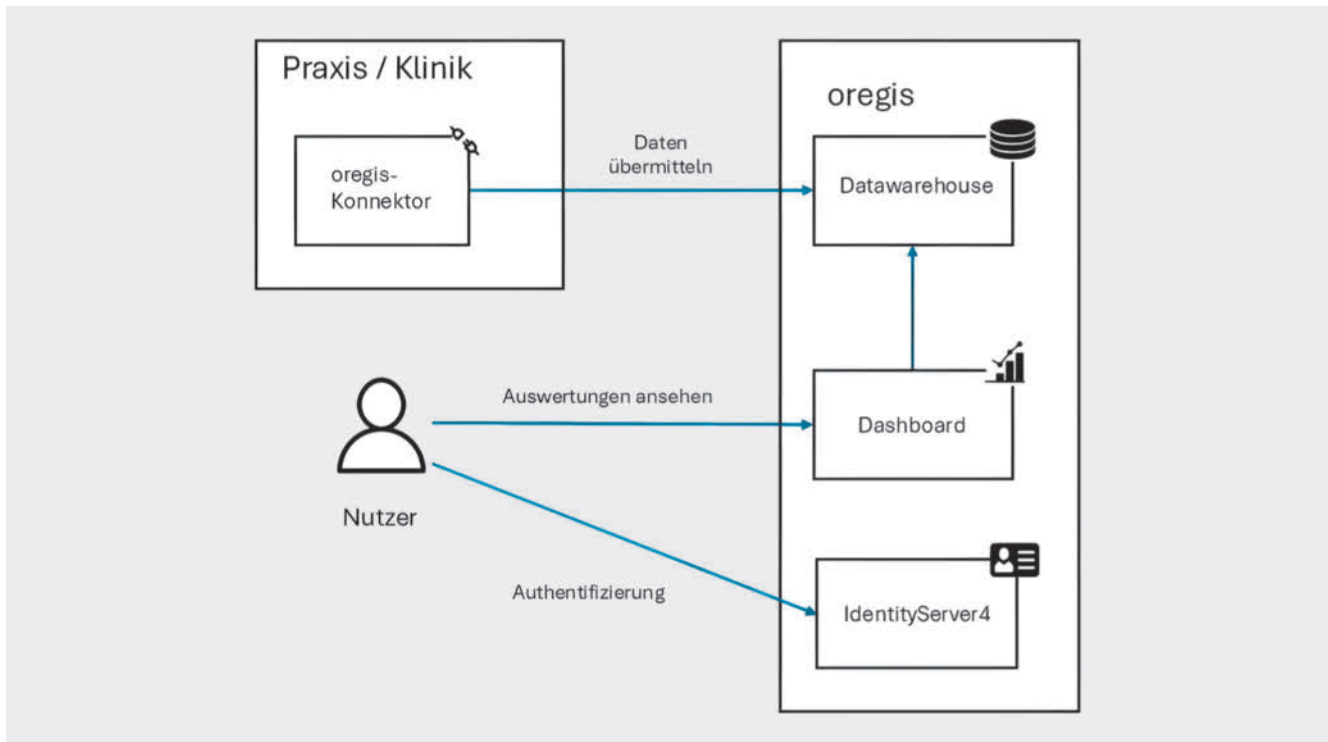 Praxis / Klinik
oregis-
Konnektor
Daten
übermitteln
oregis
Datawarehouse
Auswertungen ansehen
Dashboard
Nutzer
Authentifizierung
IdentityServer4